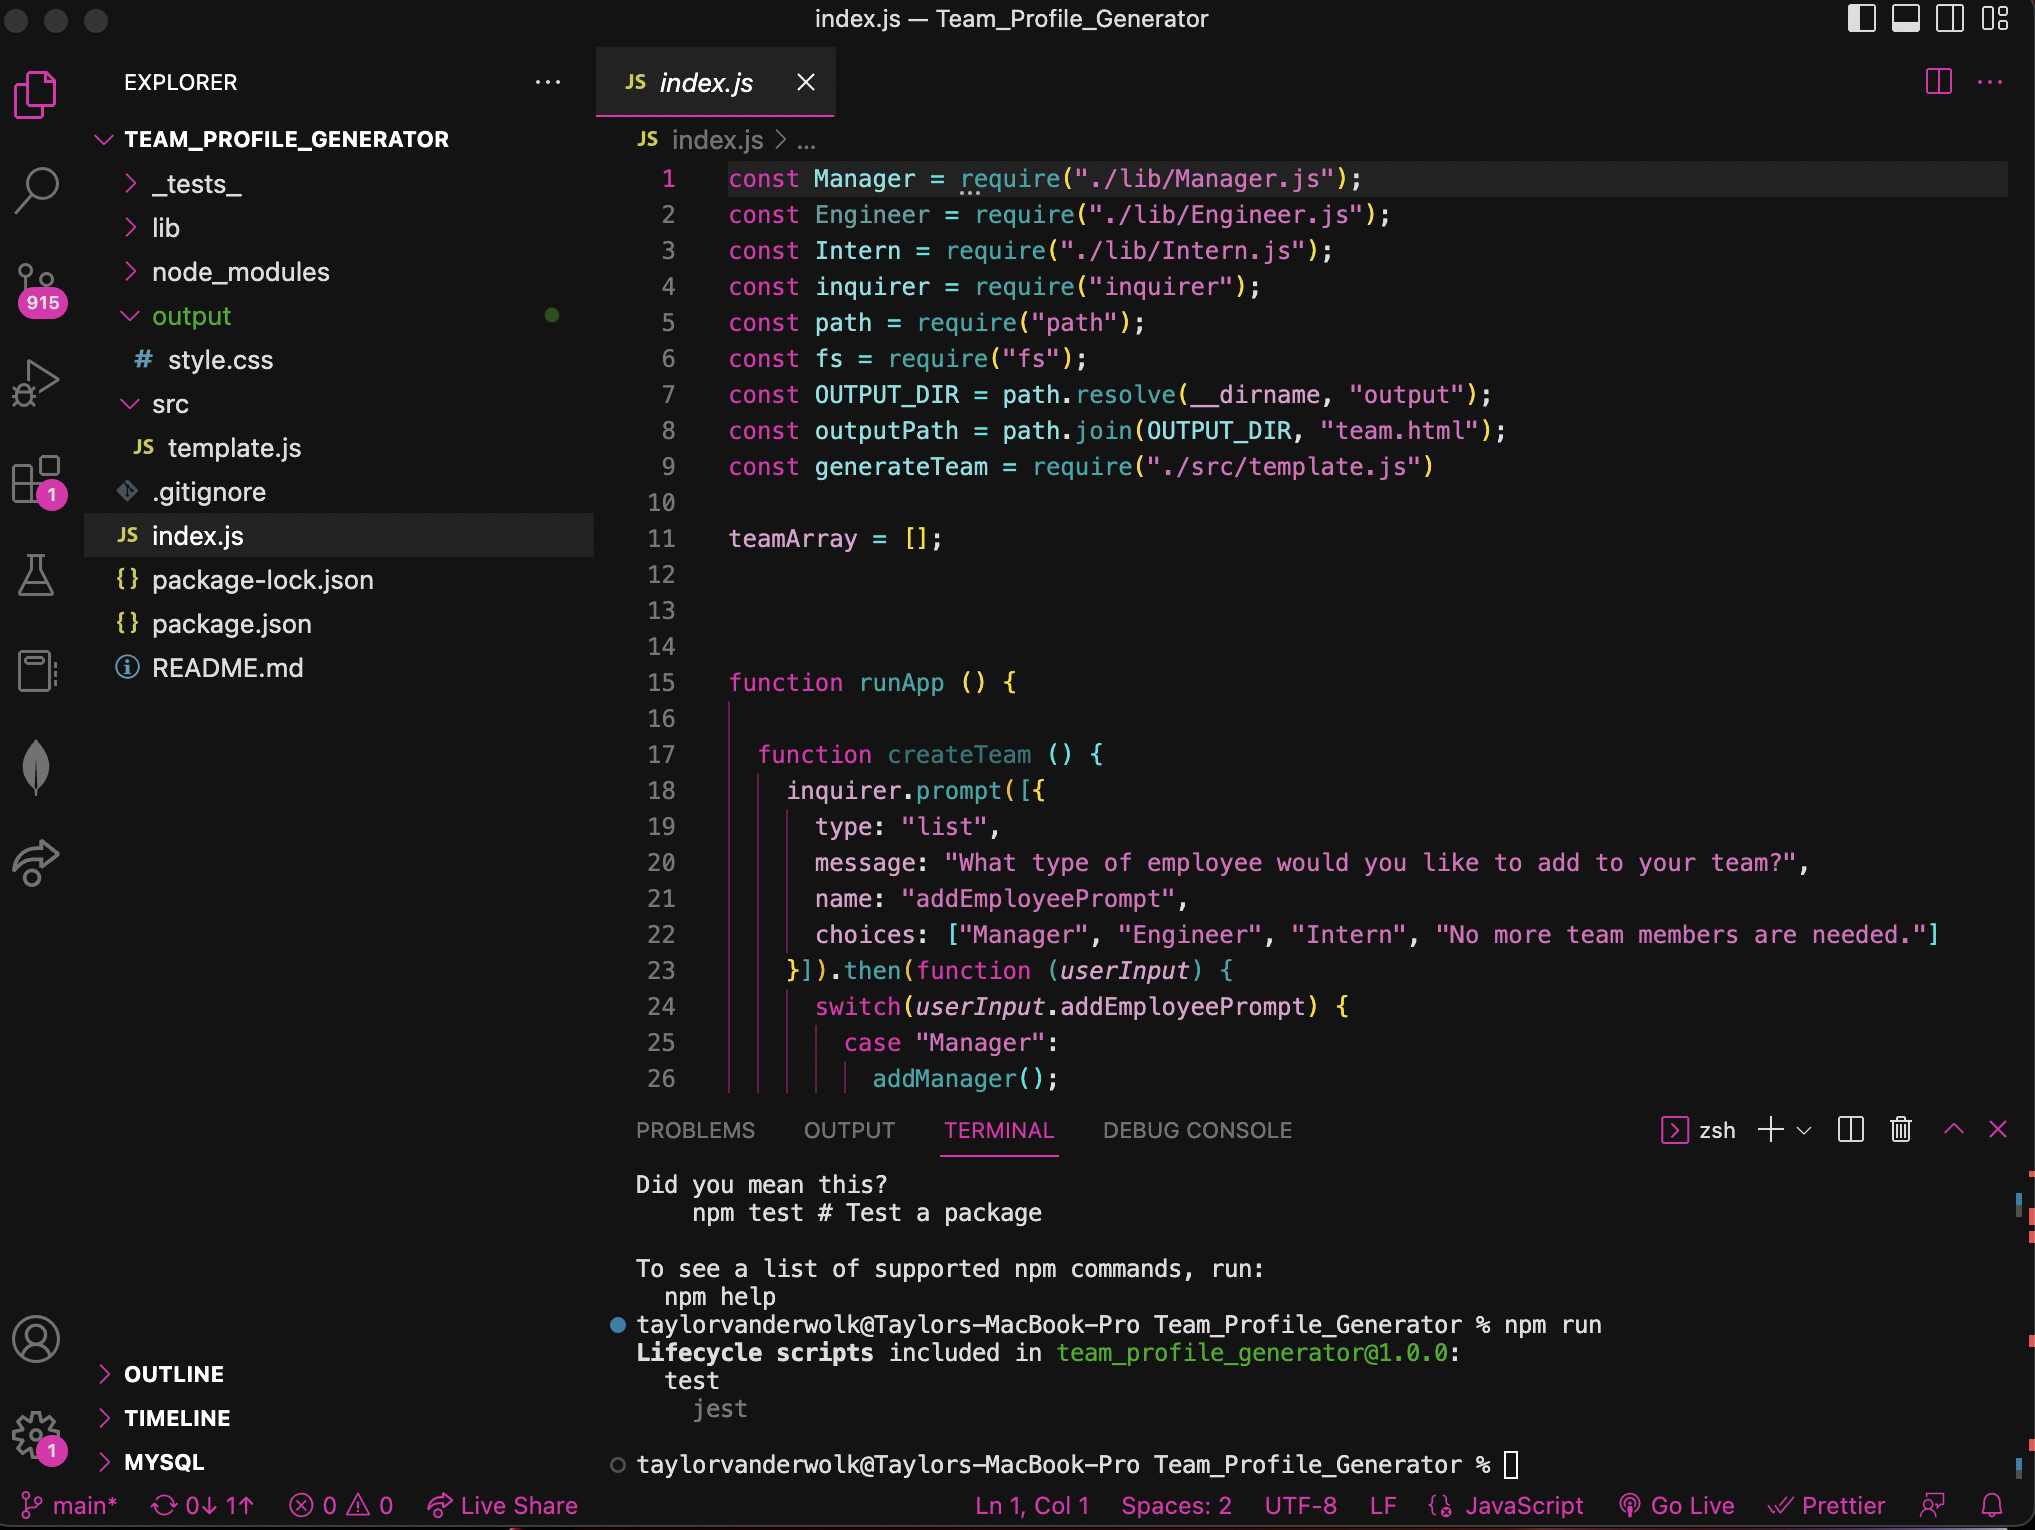 index.js — Team_Profile_Generator
EXPLORER
TEAM_PROFILE_GENERATOR
_tests_
lib
node_modules
output
# style.css
src
JS template.js
.gitignore
JS index.js
{} package-lock.json
{} package.json
README.md
915
1
OUTLINE
TIMELINE
MYSQL
1
JS index.js
JS index.js > ...
1 const Manager = require("./lib/Manager.js");
2 const Engineer = require("./lib/Engineer.js");
3 const Intern = require("./lib/Intern.js");
4 const inquirer = require("inquirer");
5 const path = require("path");
6 const fs = require("fs");
7 const OUTPUT_DIR = path.resolve(__dirname, "output");
8 const outputPath = path.join(OUTPUT_DIR, "team.html");
9 const generateTeam = require("./src/template.js")
10
11 teamArray = [];
12
13
14
15 function runApp () {
16
17 function createTeam () {
18 inquirer.prompt([{
19 type: "list",
20 message: "What type of employee would you like to add to your team?",
21 name: "addEmployeePrompt",
22 choices: ["Manager", "Engineer", "Intern", "No more team members are needed."]
23 }]).then(function (userInput) {
24 switch(userInput.addEmployeePrompt) {
25 case "Manager":
26 addManager();
PROBLEMS OUTPUT TERMINAL DEBUG CONSOLE
zsh
Did you mean this?
npm test # Test a package
To see a list of supported npm commands, run:
npm help
taylorvanderwolk@Taylors-MacBook-Pro Team_Profile_Generator % npm run
Lifecycle scripts included in team_profile_generator@1.0.0:
test
jest
taylorvanderwolk@Taylors-MacBook-Pro Team_Profile_Generator %
main* 0↓ 1↑ 0 0 Live Share Ln 1, Col 1 Spaces: 2 UTF-8 LF {} JavaScript Go Live Prettier